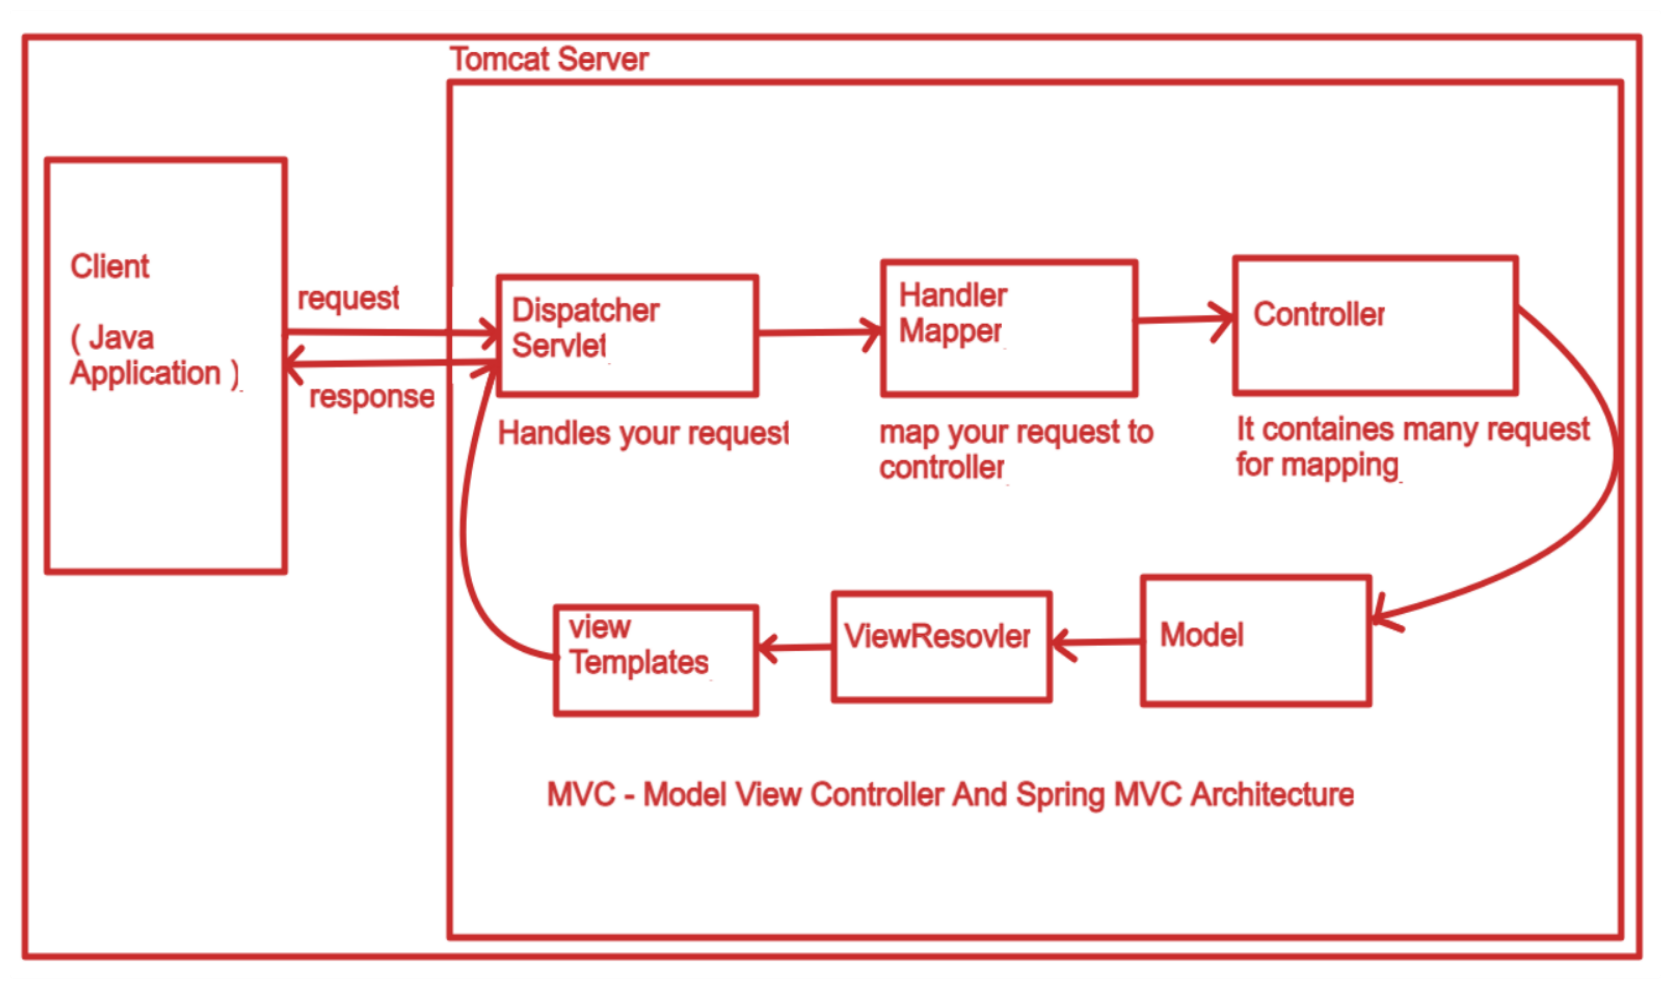 Tomcat Server
Client
( Java
Application )
request
response
Dispatcher
Servlet
Handles your request
Handler
Mapper
map your request to
controller
Controller
It containes many request
for mapping
Model
ViewResovler
view
Templates
MVC - Model View Controller And Spring MVC Architecture